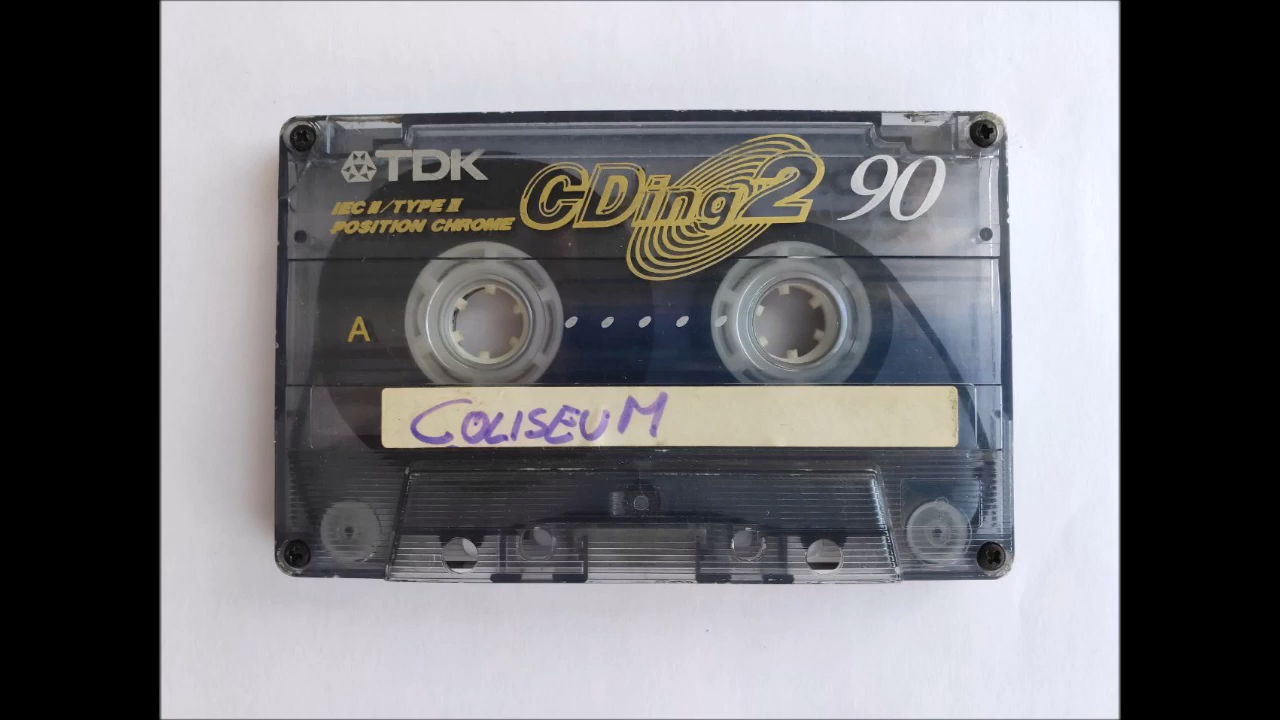 TDK
CDing2 90
IEC II/TYPE II
POSITION CHROME
A
COLISEUM